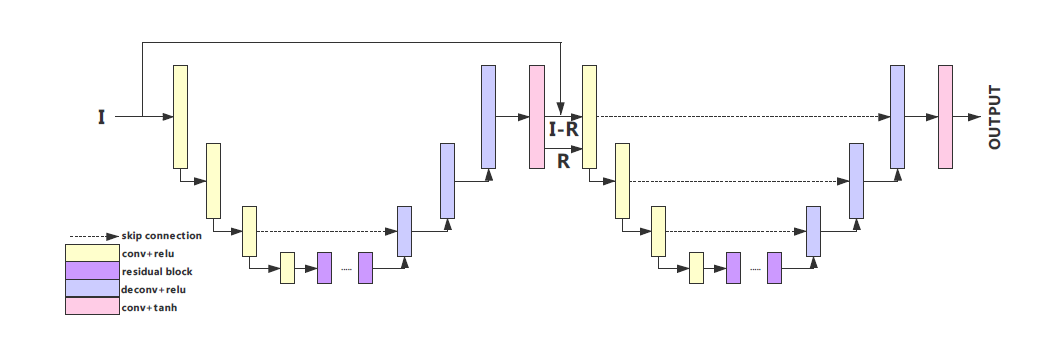 I
I-R
R
OUTPUT
skip connection
conv+relu
residual block
deconv+relu
conv+tanh
.....
.....